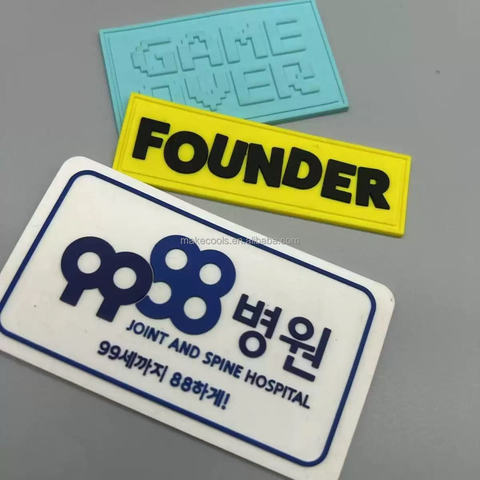 GAME
OVER
FOUNDER
makecools.en.alibaba.com
9988 병원
JOINT AND SPINE HOSPITAL
99세까지 88하게!